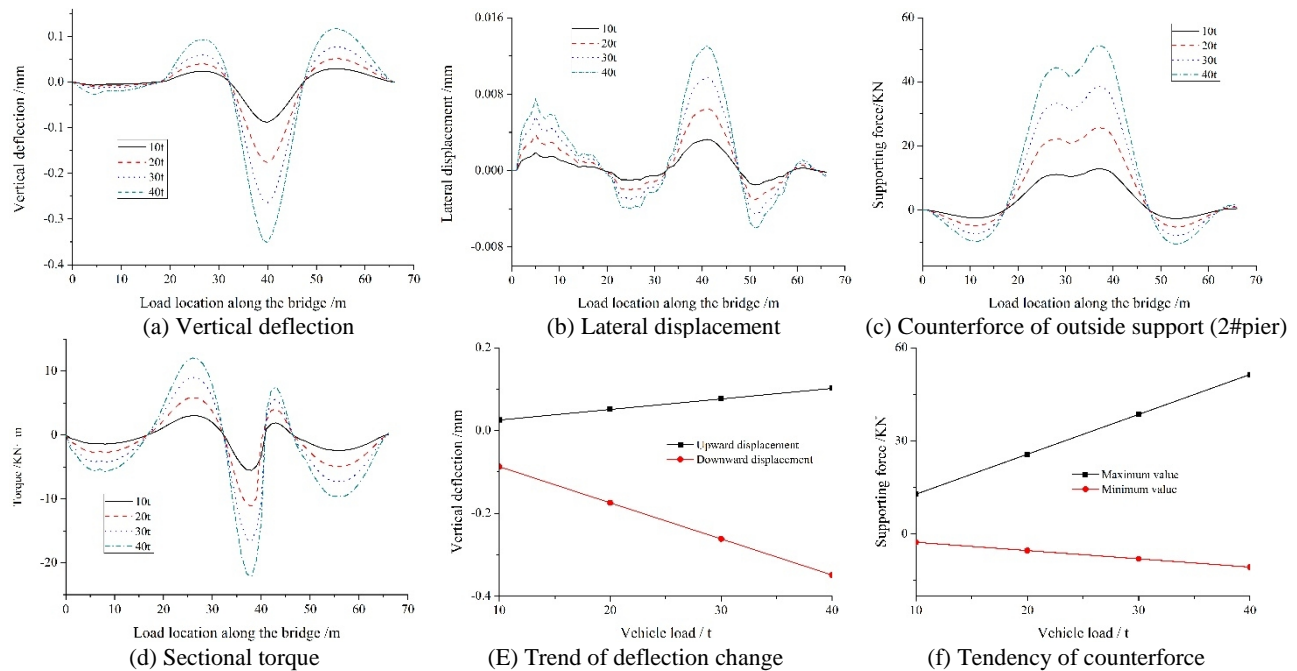 0.1
0.0
-0.1
-0.2
-0.3
-0.4
Vertical deflection /mm
10t
20t
30t
40t
0 10 20 30 40 50 60 70
Load location along the bridge /m
(a) Vertical deflection
0.016
0.012
0.008
0.004
0.000
-0.008
Lateral displacement /mm
10t
20t
30t
40t
0 10 20 30 40 50 60 70
Load location along the bridge /m
(b) Lateral displacement
60
40
20
0
Supporting force/KN
10t
20t
30t
40t
0 10 20 30 40 50 60 70
Load location along the bridge /m
(c) Counterforce of outside support (2#pier)
10
0
-10
-20
Torque /KN· m
10t
20t
30t
40t
0 10 20 30 40 50 60 70
Load location along the bridge /m
(d) Sectional torque
0.2
0.0
-0.2
-0.4
Vertical deflection /mm
Upward displacement
Downward displacement
10 20 30 40
Vehicle load / t
(E) Trend of deflection change
60
30
0
Supporting force /KN
Maximum value
Minimum value
10 20 30 40
Vehicle load / t
(f) Tendency of counterforce